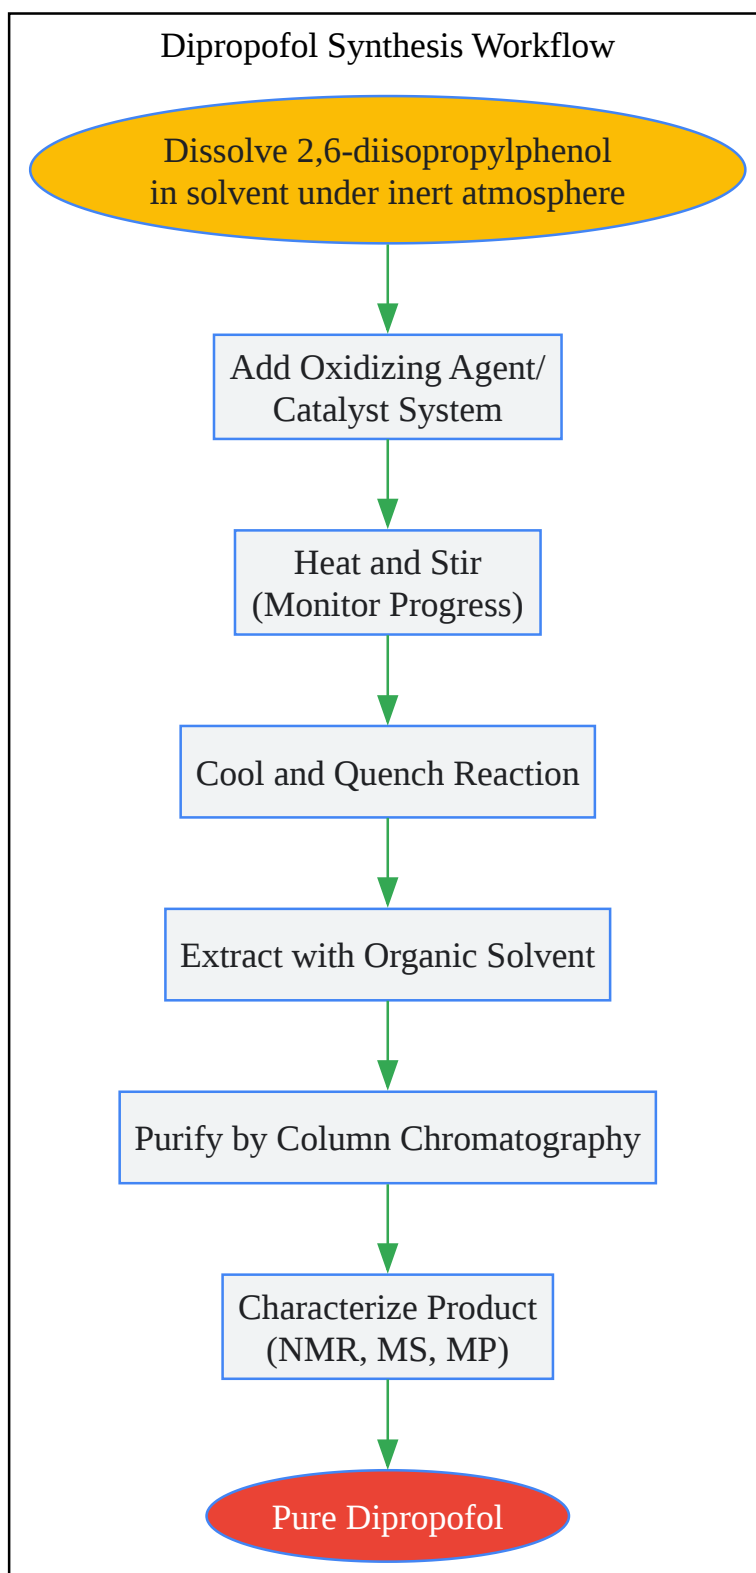 Dipropofol Synthesis Workflow
Dissolve 2,6-diisopropylphenol
in solvent under inert atmosphere
Add Oxidizing Agent/
Catalyst System
Heat and Stir
(Monitor Progress)
Cool and Quench Reaction
Extract with Organic Solvent
Purify by Column Chromatography
Characterize Product
(NMR, MS, MP)
Pure Dipropofol